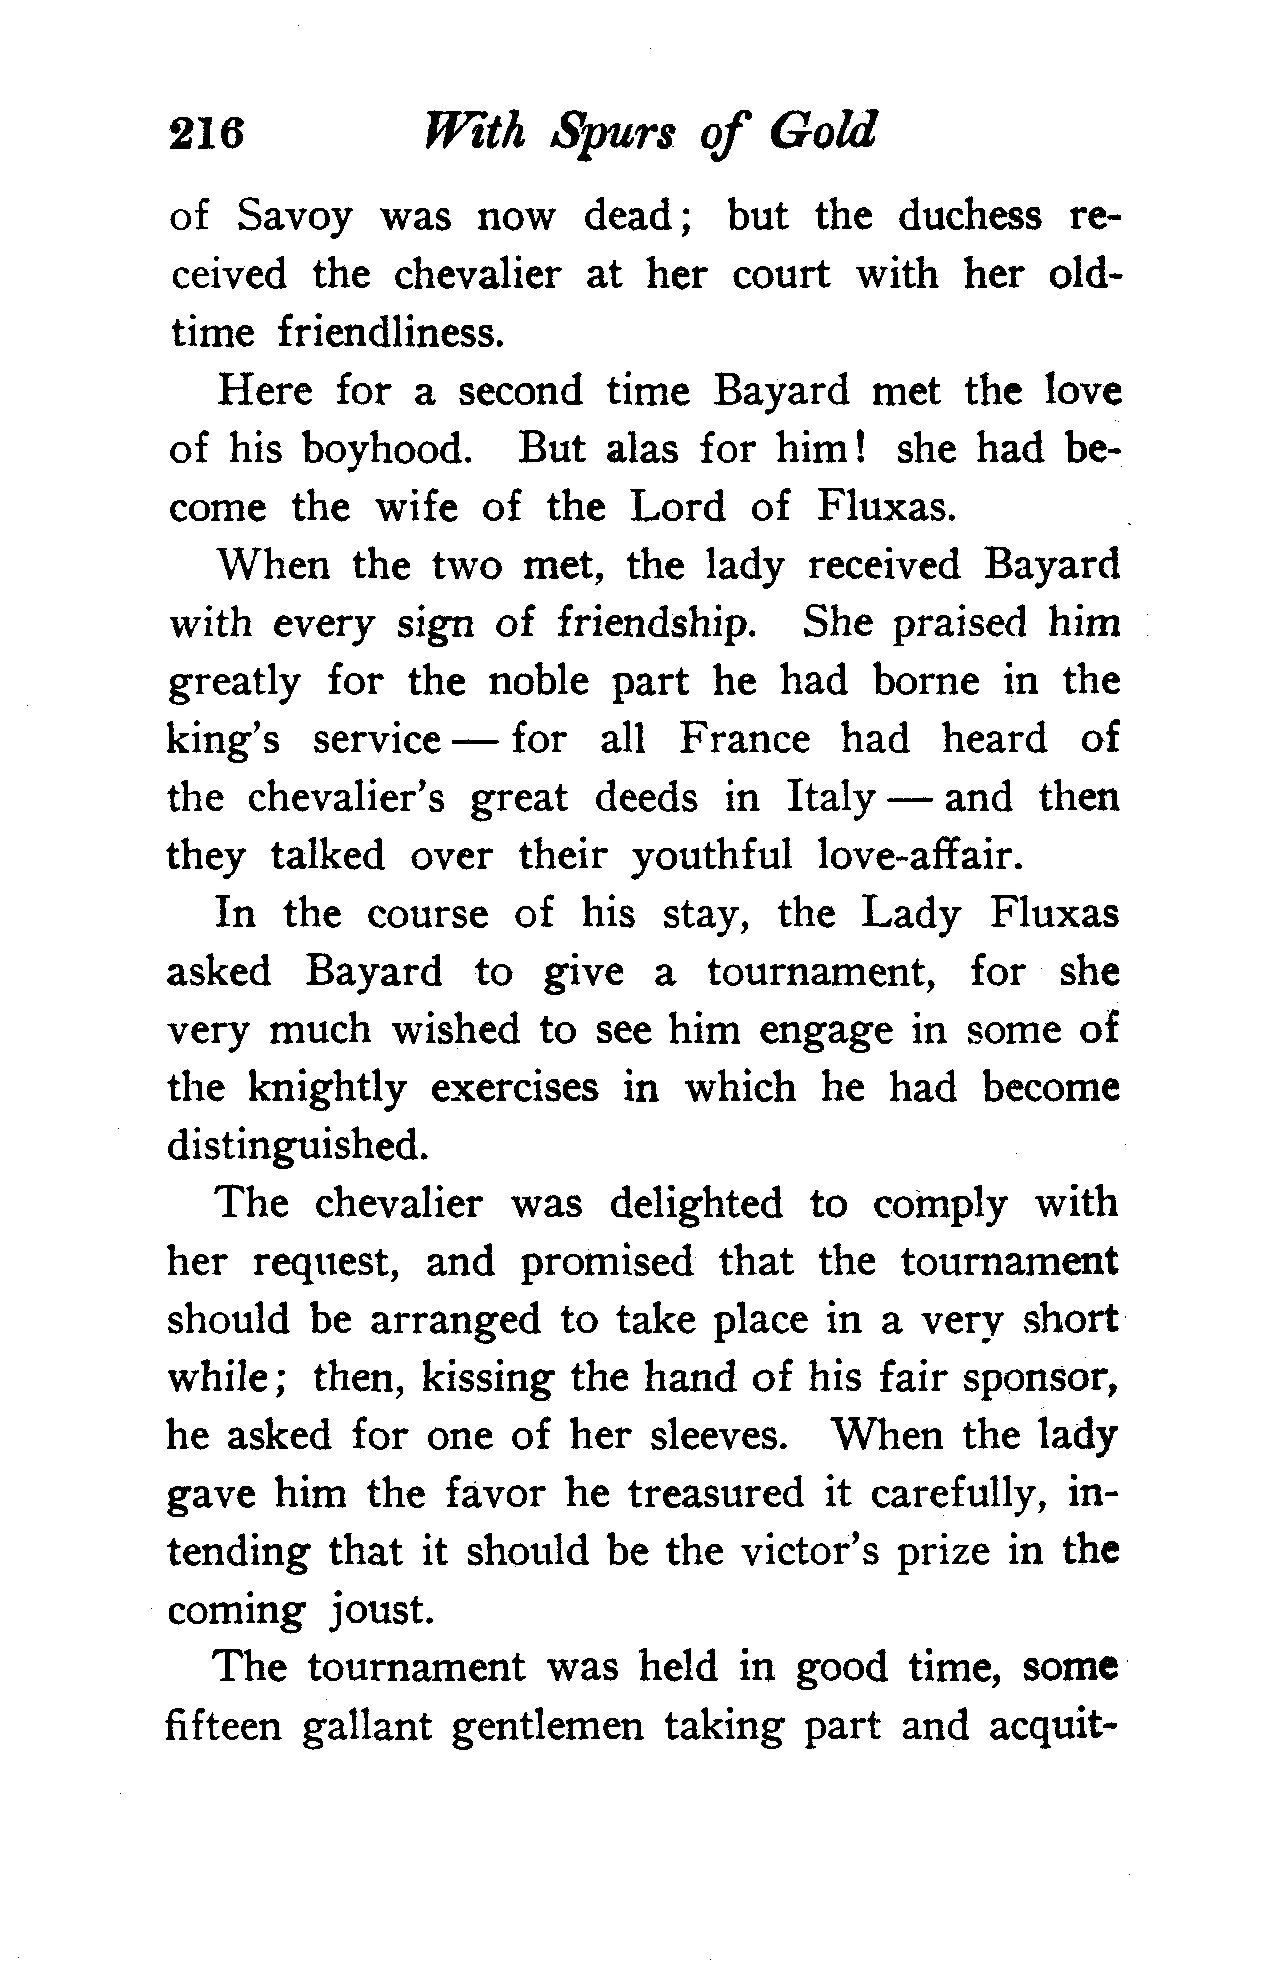 216 With Spurs of Gold
of Savoy was now dead; but the duchess re-
ceived the chevalier at her court with her old-
time friendliness.
Here for a second time Bayard met the love
of his boyhood. But alas for him! she had be-
come the wife of the Lord of Fluxas.
When the two met, the lady received Bayard
with every sign of friendship. She praised him
greatly for the noble part he had borne in the
king's service — for all France had heard of
the chevalier's great deeds in Italy — and then
they talked over their youthful love-affair.
In the course of his stay, the Lady Fluxas
asked Bayard to give a tournament, for she
very much wished to see him engage in some of
the knightly exercises in which he had become
distinguished.
The chevalier was delighted to comply with
her request, and promised that the tournament
should be arranged to take place in a very short
while; then, kissing the hand of his fair sponsor,
he asked for one of her sleeves. When the lady
gave him the favor he treasured it carefully, in-
tending that it should be the victor's prize in the
coming joust.
The tournament was held in good time, some
fifteen gallant gentlemen taking part and acquit-